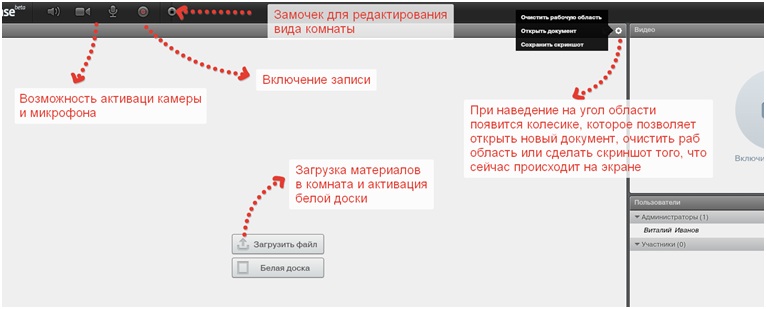 ase beta
Замочек для редактирования
вида комнаты
Очистить рабочую область
Открыть документ
Сохранить скриншот
Видео
Включение записи
Возможность активаци камеры
и микрофона
При наведение на угол области
появится колесике, которое позволяет
открыть новый документ, очистить раб
область или сделать скриншот того, что
сейчас происходит на экране
Включи
Загрузка материалов
в комната и активация
белой доски
Загрузить файл
Белая доска
Пользователи
Администраторы (1)
Виталий Иванов
Участники (0)